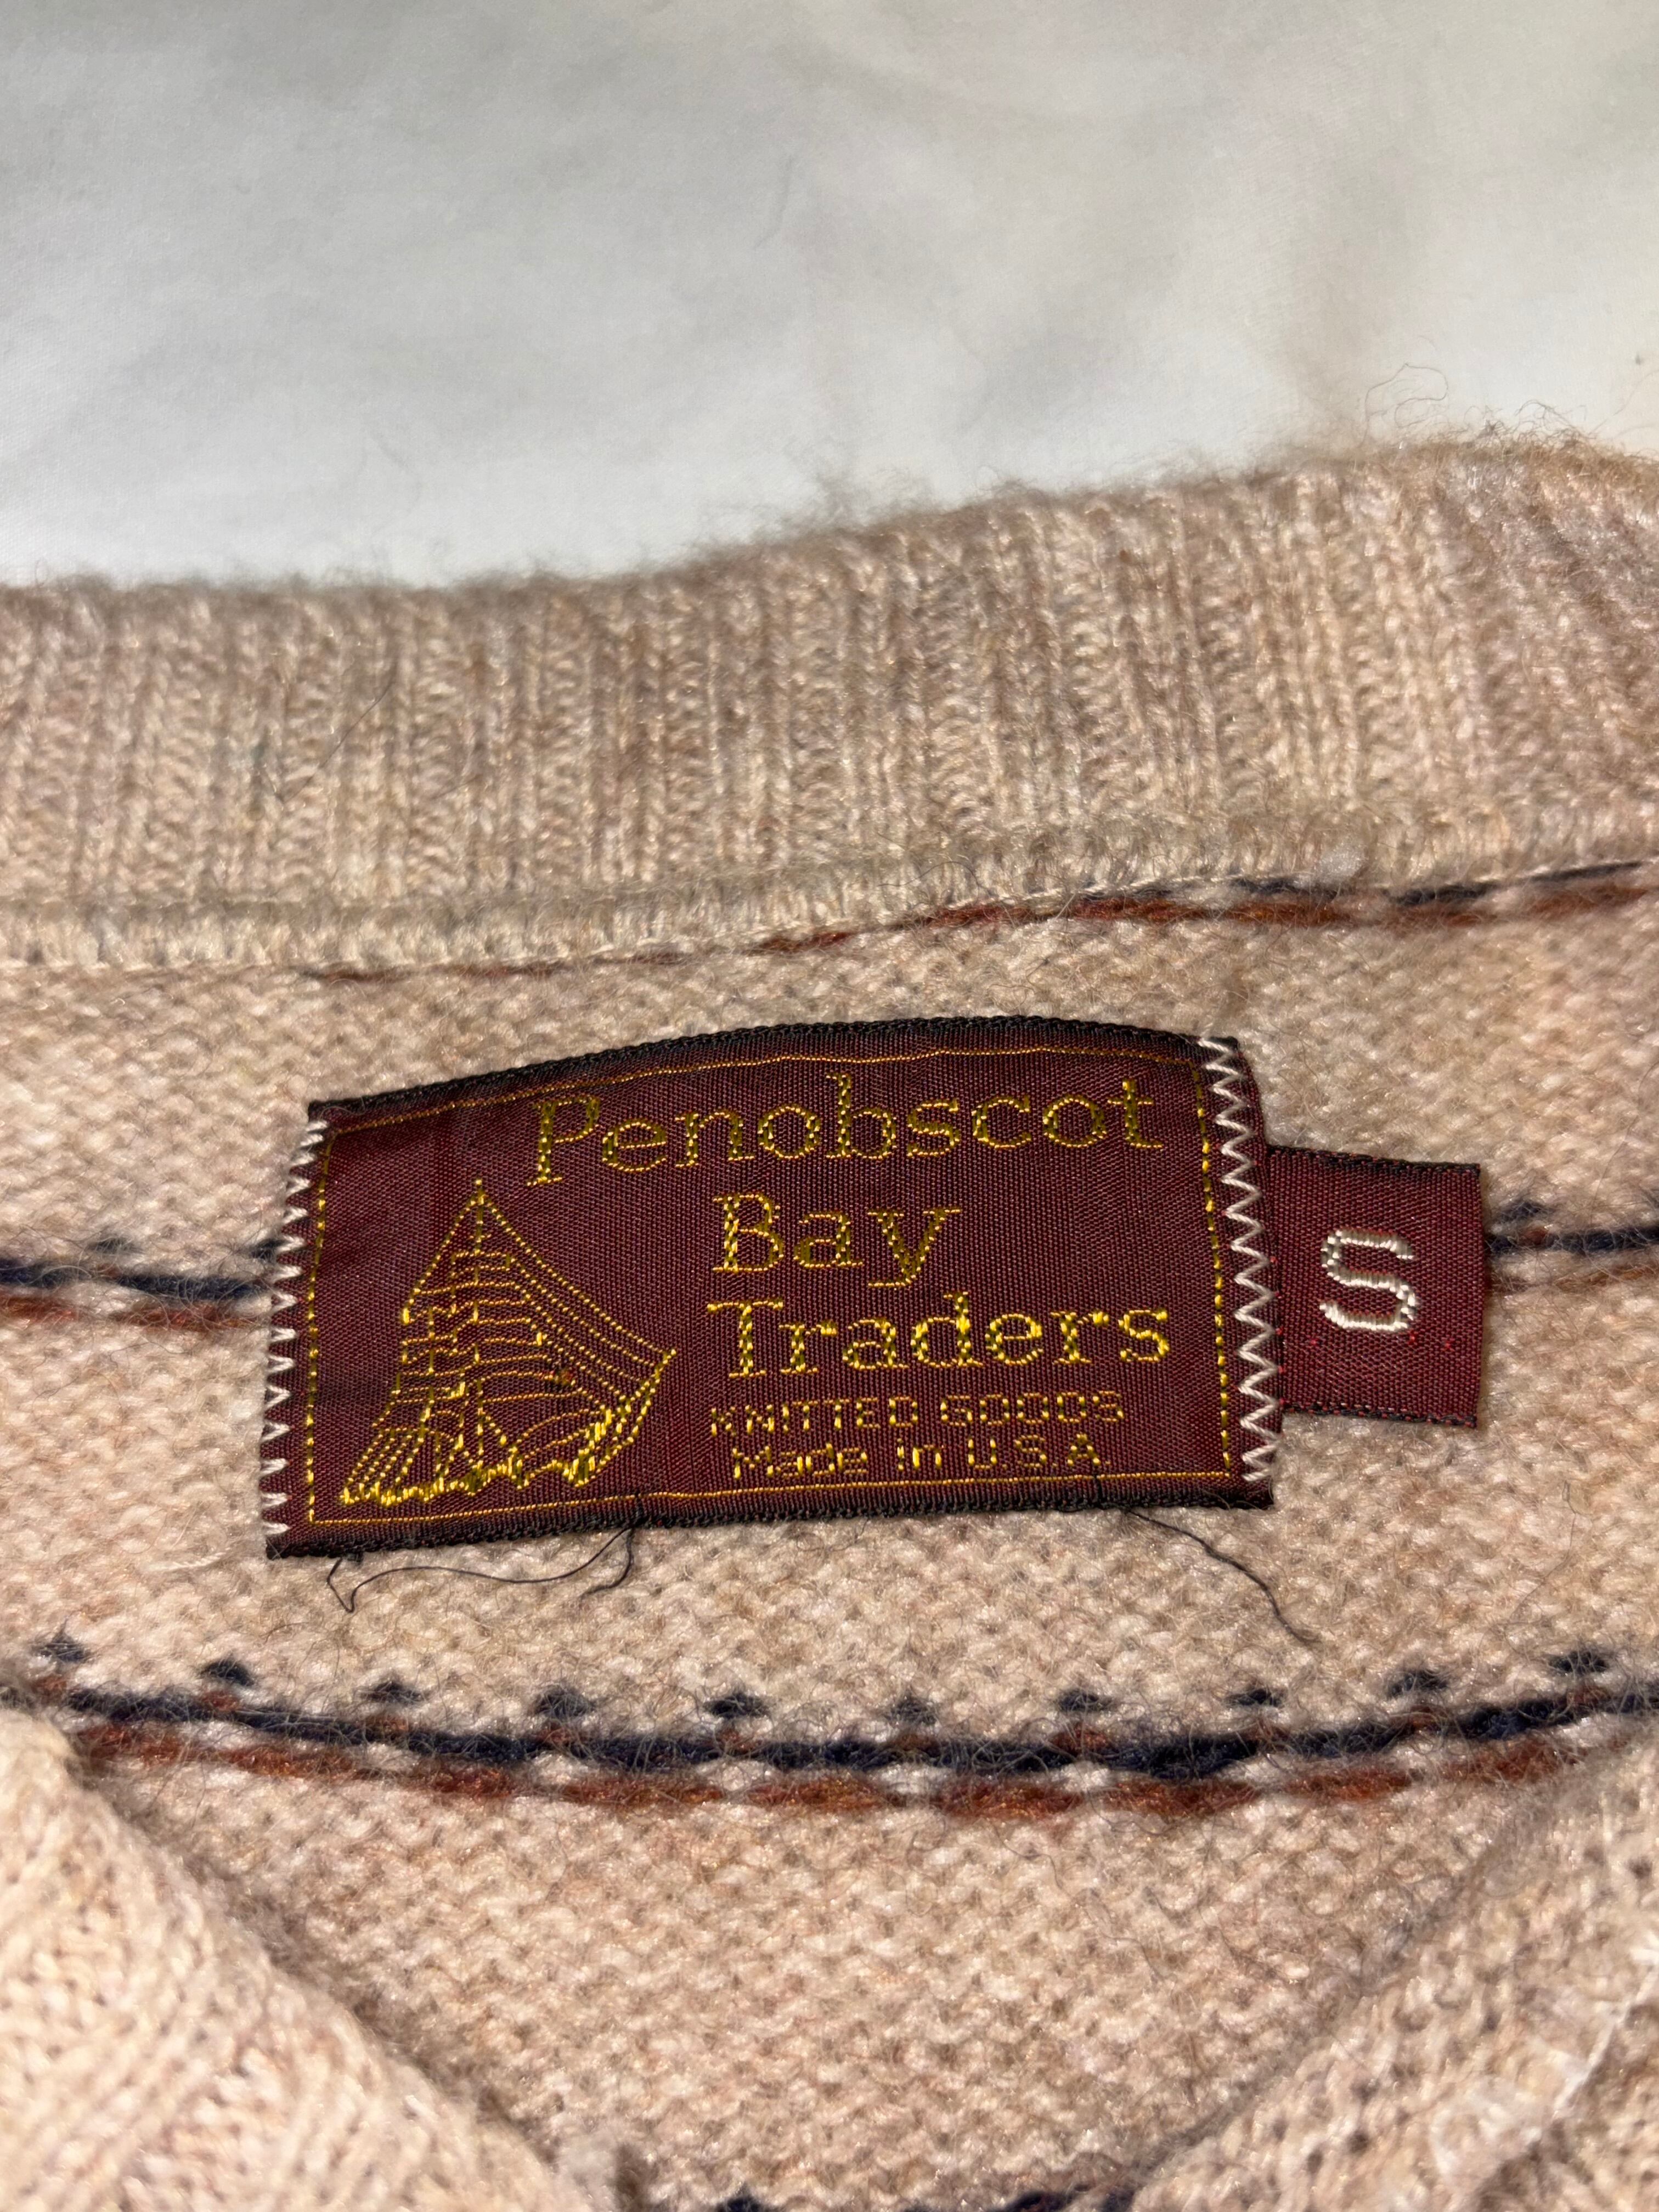 Penobscot
Bay
Traders
KNITTED GOODS
Made in U.S.A.
S